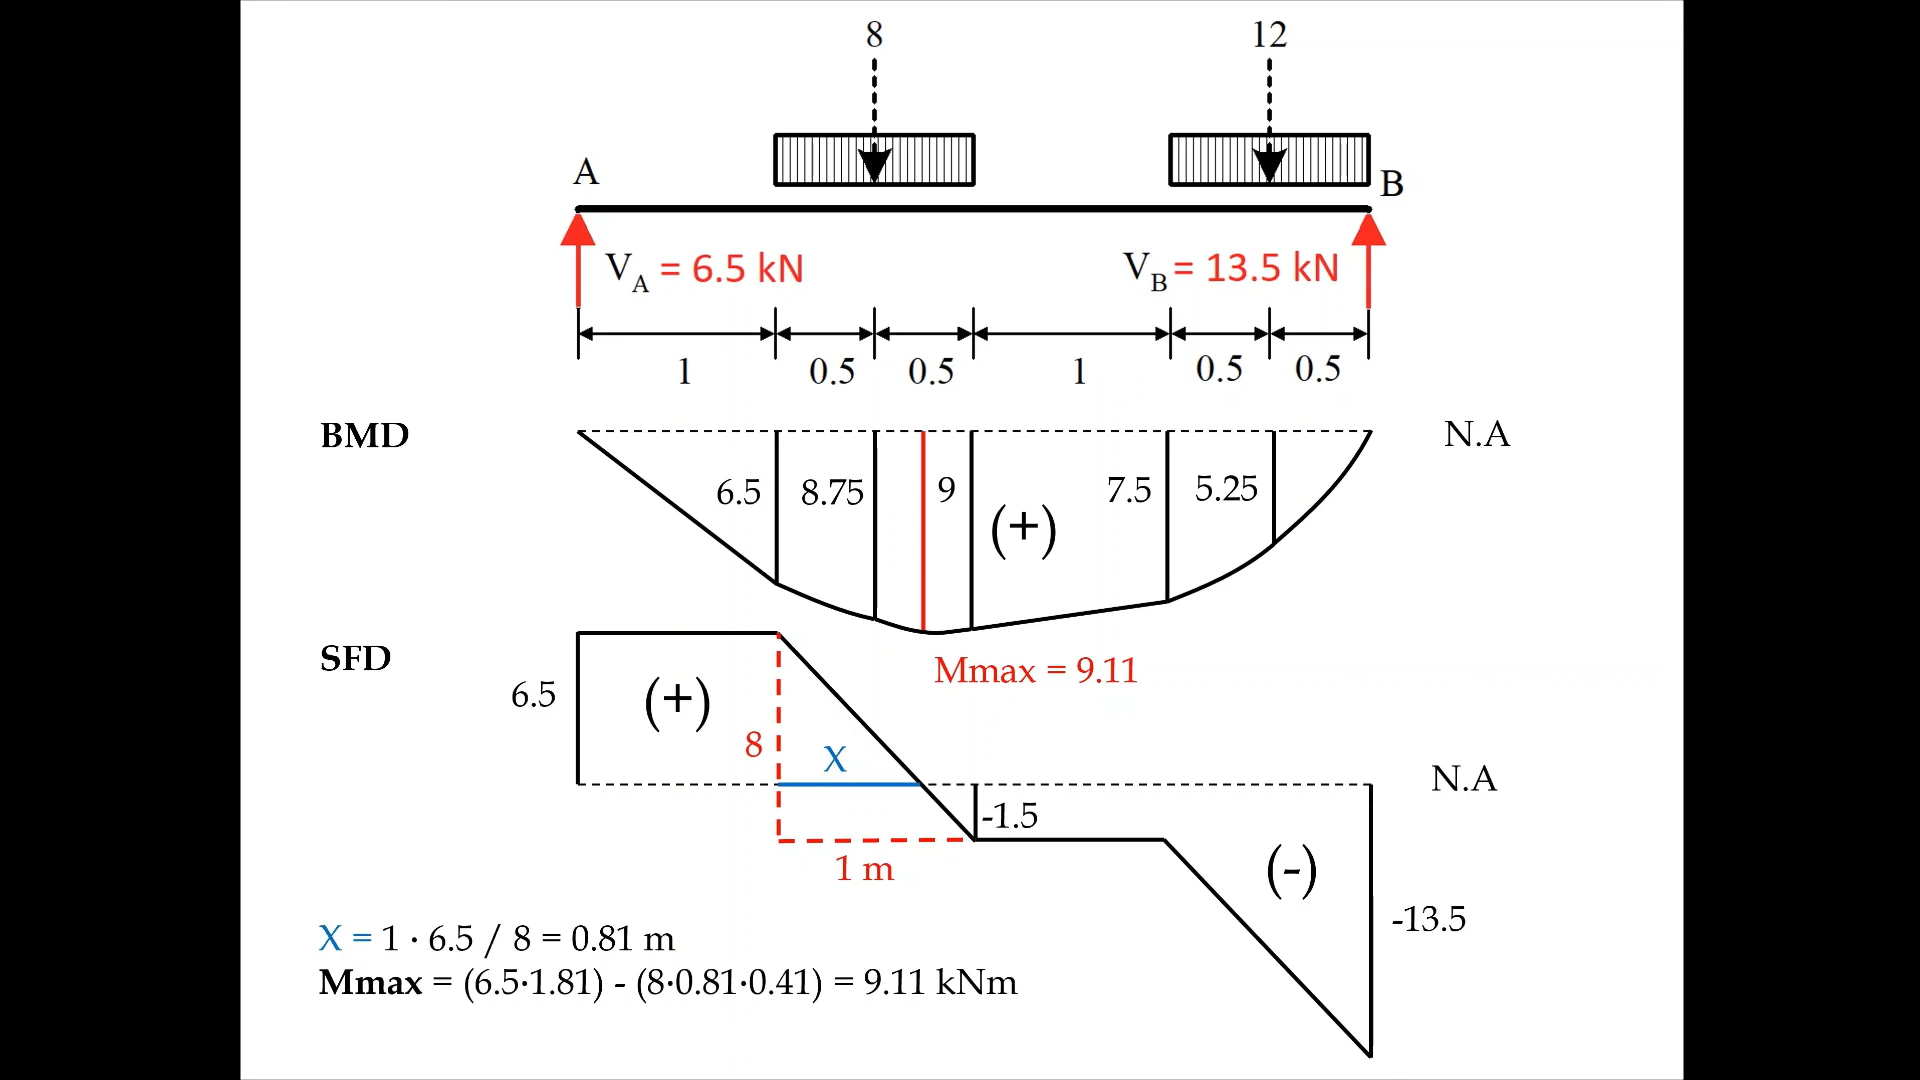 8
12
A
B
VA = 6.5 kN
VB = 13.5 kN
1
0.5
0.5
1
0.5
0.5
BMD
N.A
6.5
8.75
9
(+)
7.5
5.25
SFD
Mmax = 9.11
6.5
(+)
8
X
N.A
-1.5
1 m
(-)
-13.5
X = 1 · 6.5 / 8 = 0.81 m
Mmax = (6.5·1.81) - (8·0.81·0.41) = 9.11 kNm